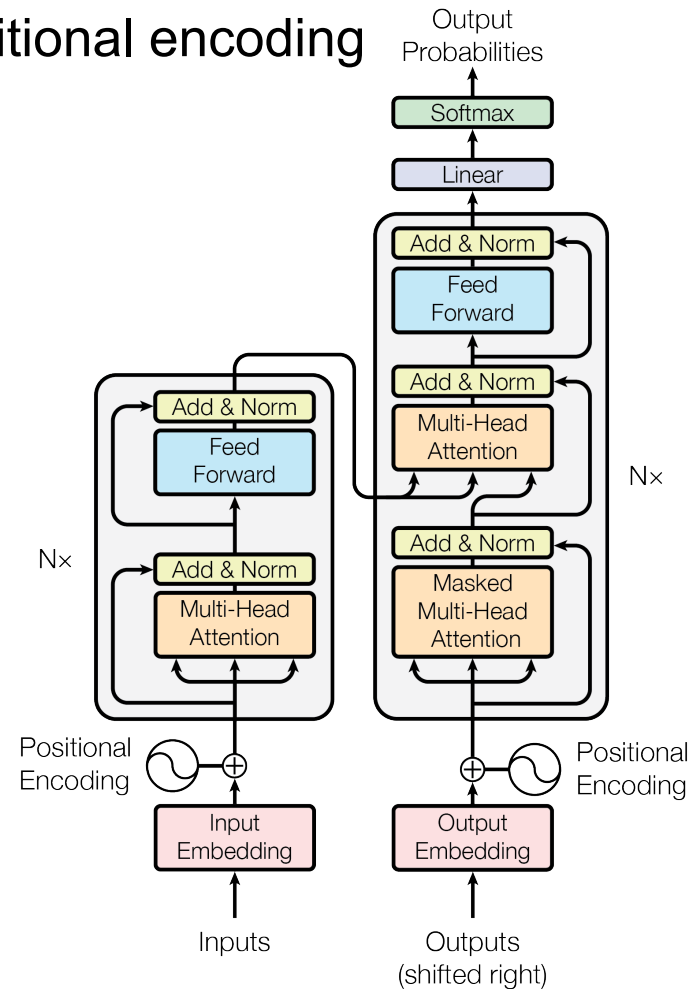 itional encoding
Output
Probabilities
Softmax
Linear
Add & Norm
Feed
Forward
Add & Norm
Multi-Head
Attention
Add & Norm
Masked
Multi-Head
Attention
N×
Add & Norm
Feed
Forward
Add & Norm
Multi-Head
Attention
N×
Positional
Encoding
Positional
Encoding
Input
Embedding
Output
Embedding
Inputs
Outputs
(shifted right)